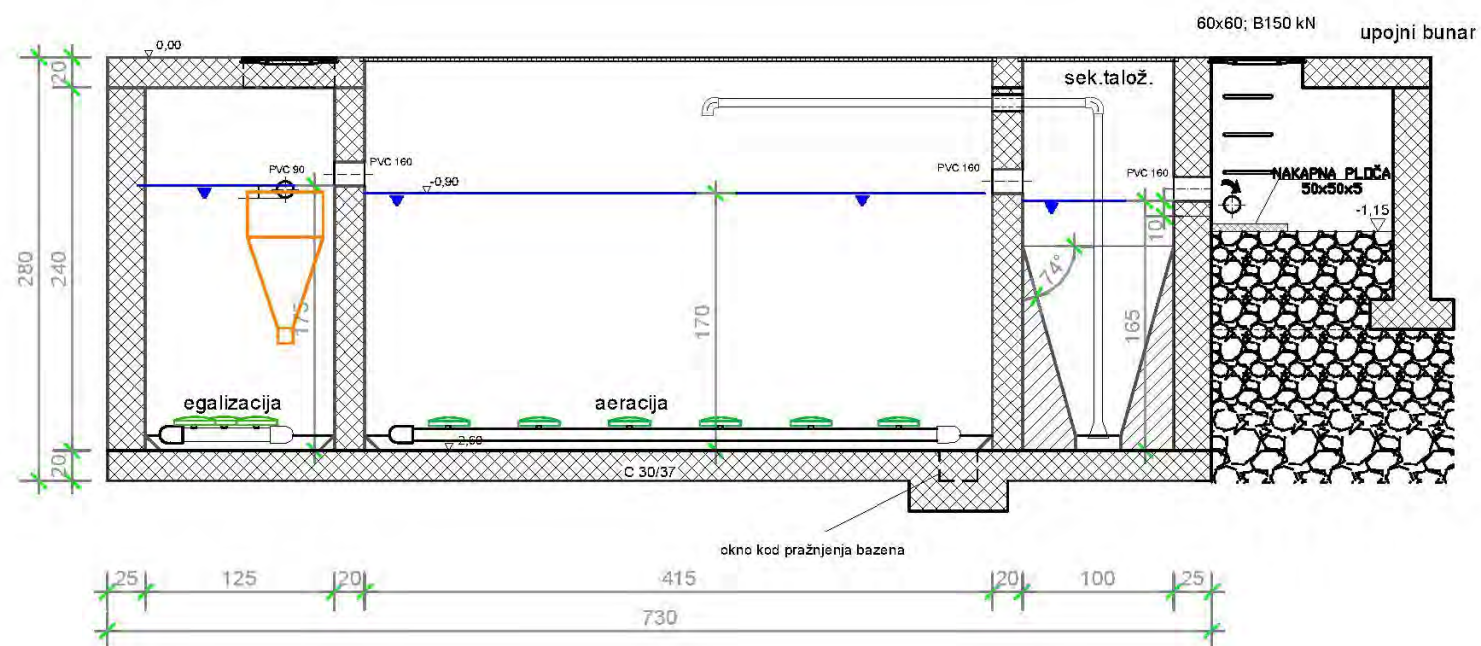 60x60; B150 kN
upojni bunar
0,00
20
sek.talož.
PVC 90
PVC 160
-0,90
PVC 160
PVC 160
NAKAPNA PLOČA
50x50x5
-1,15
10
74°
280
240
175
170
165
egalizacija
aeracija
-2,60
20
C 30/37
okno kod pražnjenja bazena
25
125
20
415
20
100
25
730